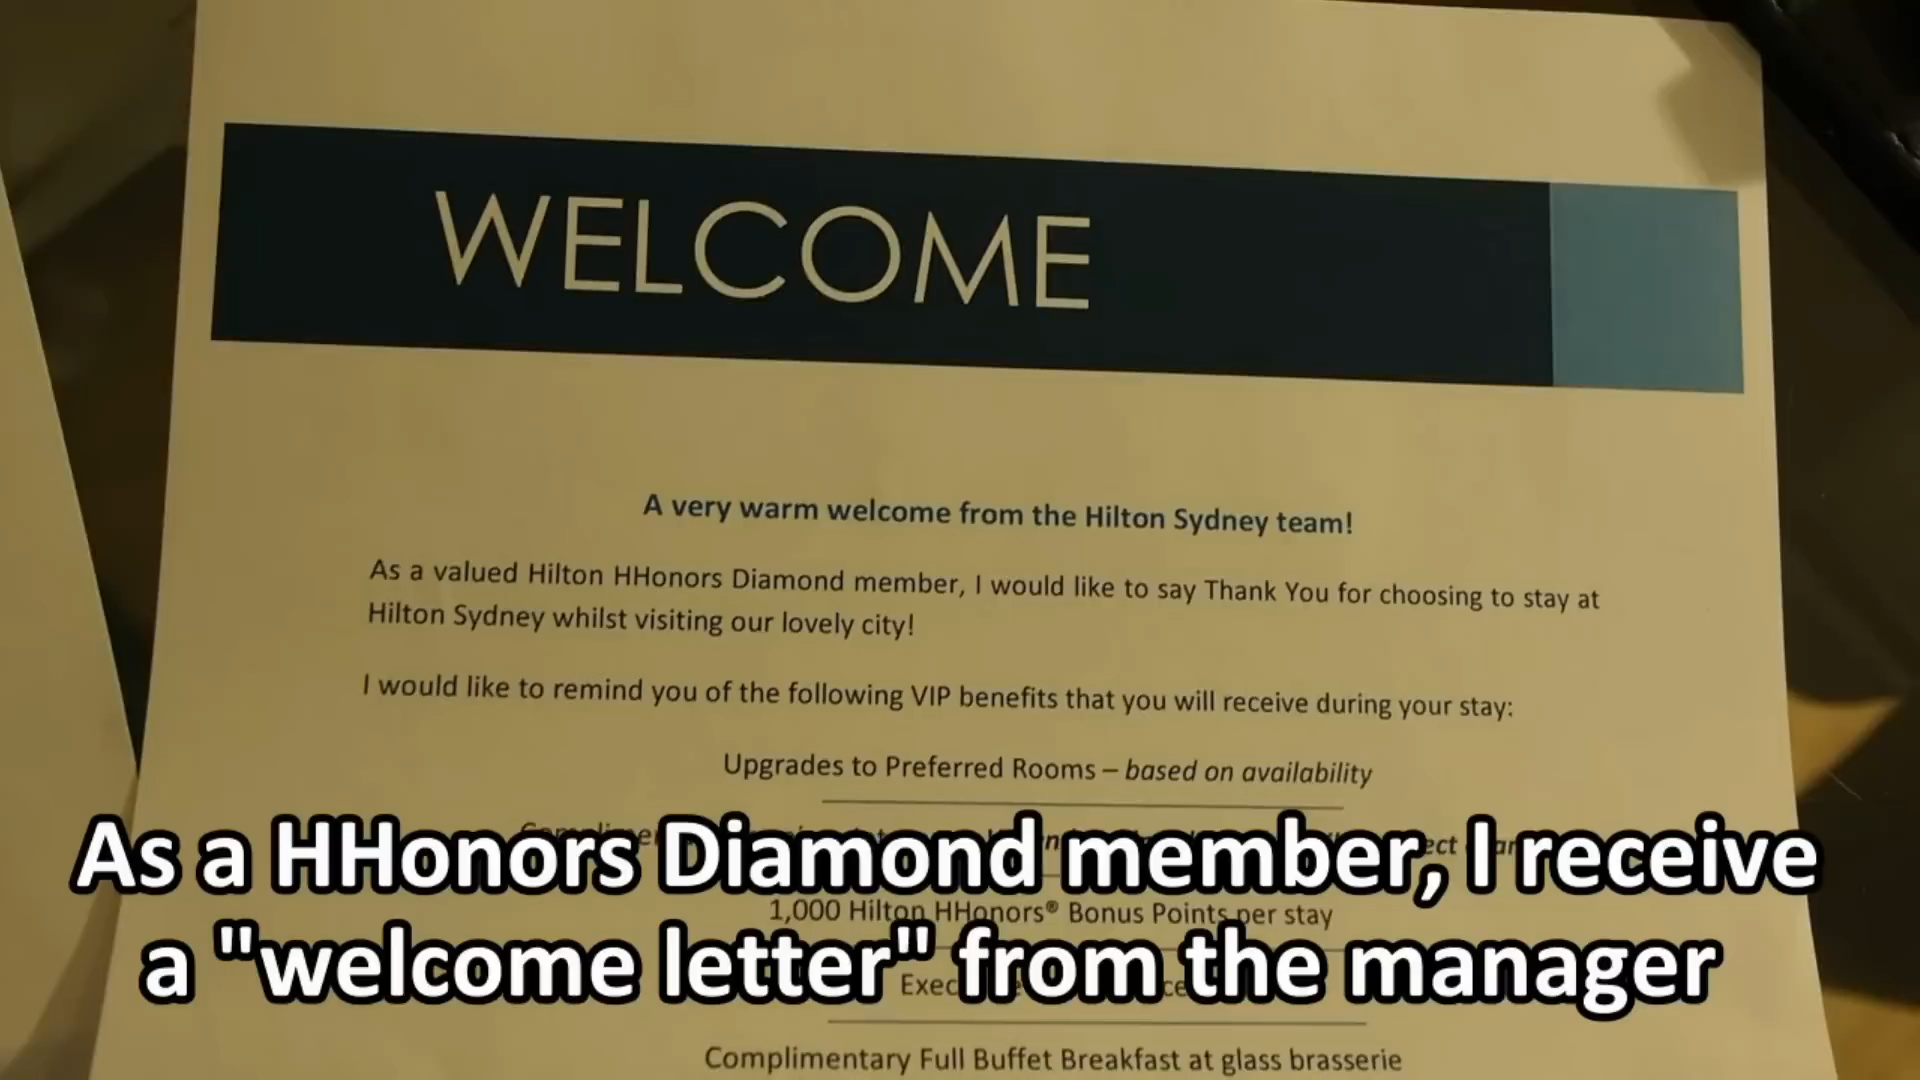 WELCOME
A very warm welcome from the Hilton Sydney team!
As a valued Hilton HHonors Diamond member, I would like to say Thank You for choosing to stay at
Hilton Sydney whilst visiting our lovely city!
I would like to remind you of the following VIP benefits that you will receive during your stay:
Upgrades to Preferred Rooms – based on availability
As a HHonors Diamond member, I receive
1,000 Hilton HHonors® Bonus Points per stay
a "welcome letter" from the manager
Complimentary Full Buffet Breakfast at glass brasserie